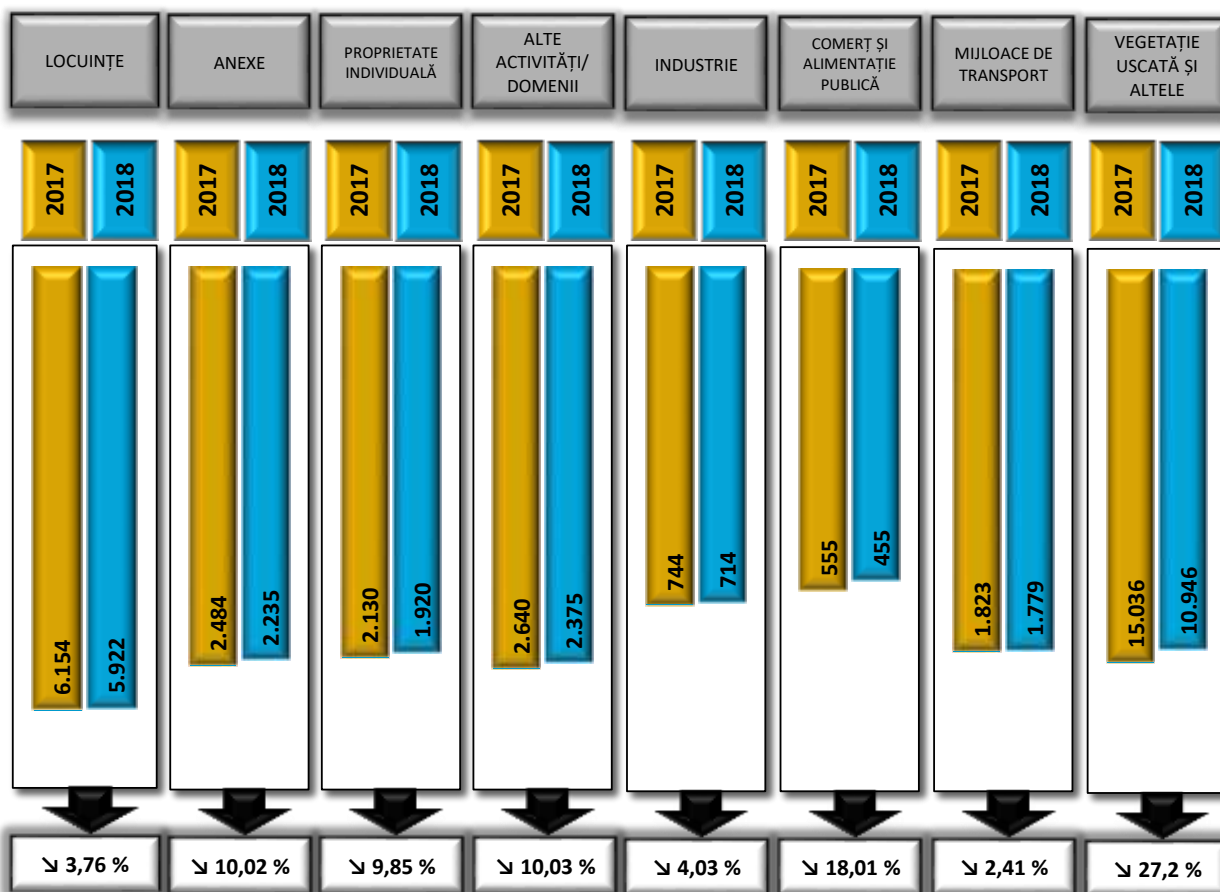 LOCUINȚE
ANEXE
PROPRIETATE
INDIVIDUALĂ
ALTE
ACTIVITĂȚI/
DOMENII
INDUSTRIE
COMERȚ ȘI
ALIMENTAȚIE
PUBLICĂ
MIJLOACE DE
TRANSPORT
VEGETAȚIE
USCATĂ ȘI
ALTELE
2017
2018
2017
2018
2017
2018
2017
2018
2017
2018
2017
2018
2017
2018
2017
2018
6.154
5.922
2.484
2.235
2.130
1.920
2.640
2.375
744
714
555
455
1.823
1.779
15.036
10.946
↘ 3,76 %
↘ 10,02 %
↘ 9,85 %
↘ 10,03 %
↘ 4,03 %
↘ 18,01 %
↘ 2,41 %
↘ 27,2 %